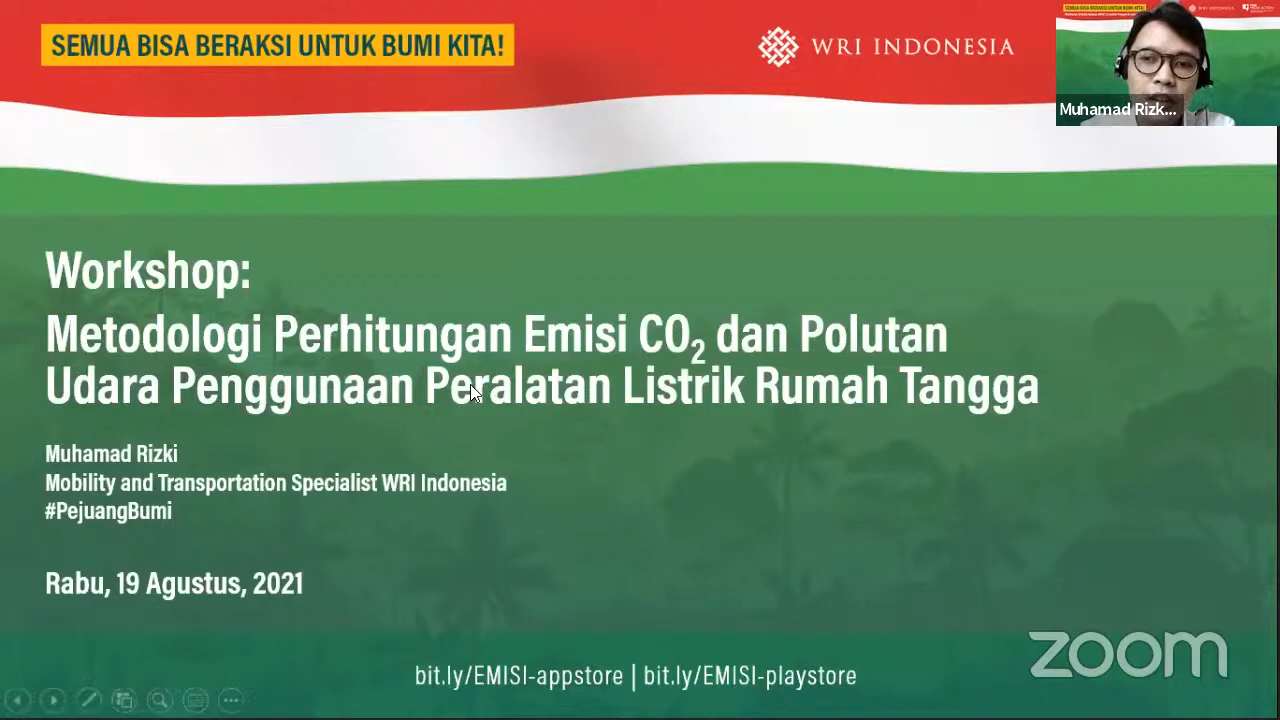 SEMUA BISA BERAKSI UNTUK BUMI KITA!
WRI INDONESIA
Muhamad Rizk...
Workshop:
Metodologi Perhitungan Emisi CO₂ dan Polutan
Udara Penggunaan Peralatan Listrik Rumah Tangga
Muhamad Rizki
Mobility and Transportation Specialist WRI Indonesia
#PejuangBumi
Rabu, 19 Agustus, 2021
zoom
bit.ly/EMISI-appstore | bit.ly/EMISI-playstore